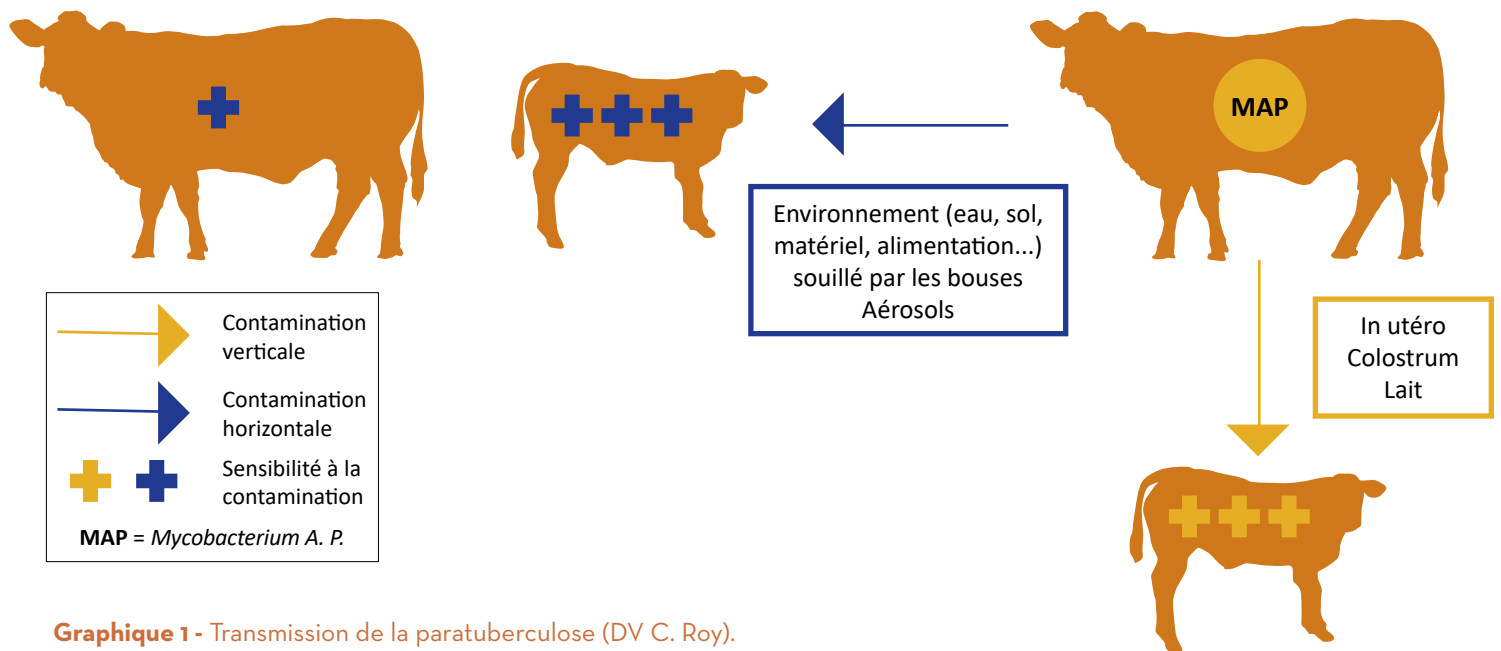 MAP
Environnement (eau, sol,
matériel, alimentation...)
souillé par les bouses
Aérosols
In utéro
Colostrum
Lait
Contamination
verticale
Contamination
horizontale
Sensibilité à la
contamination
MAP = Mycobacterium A. P.
Graphique 1 - Transmission de la paratuberculose (DV C. Roy).